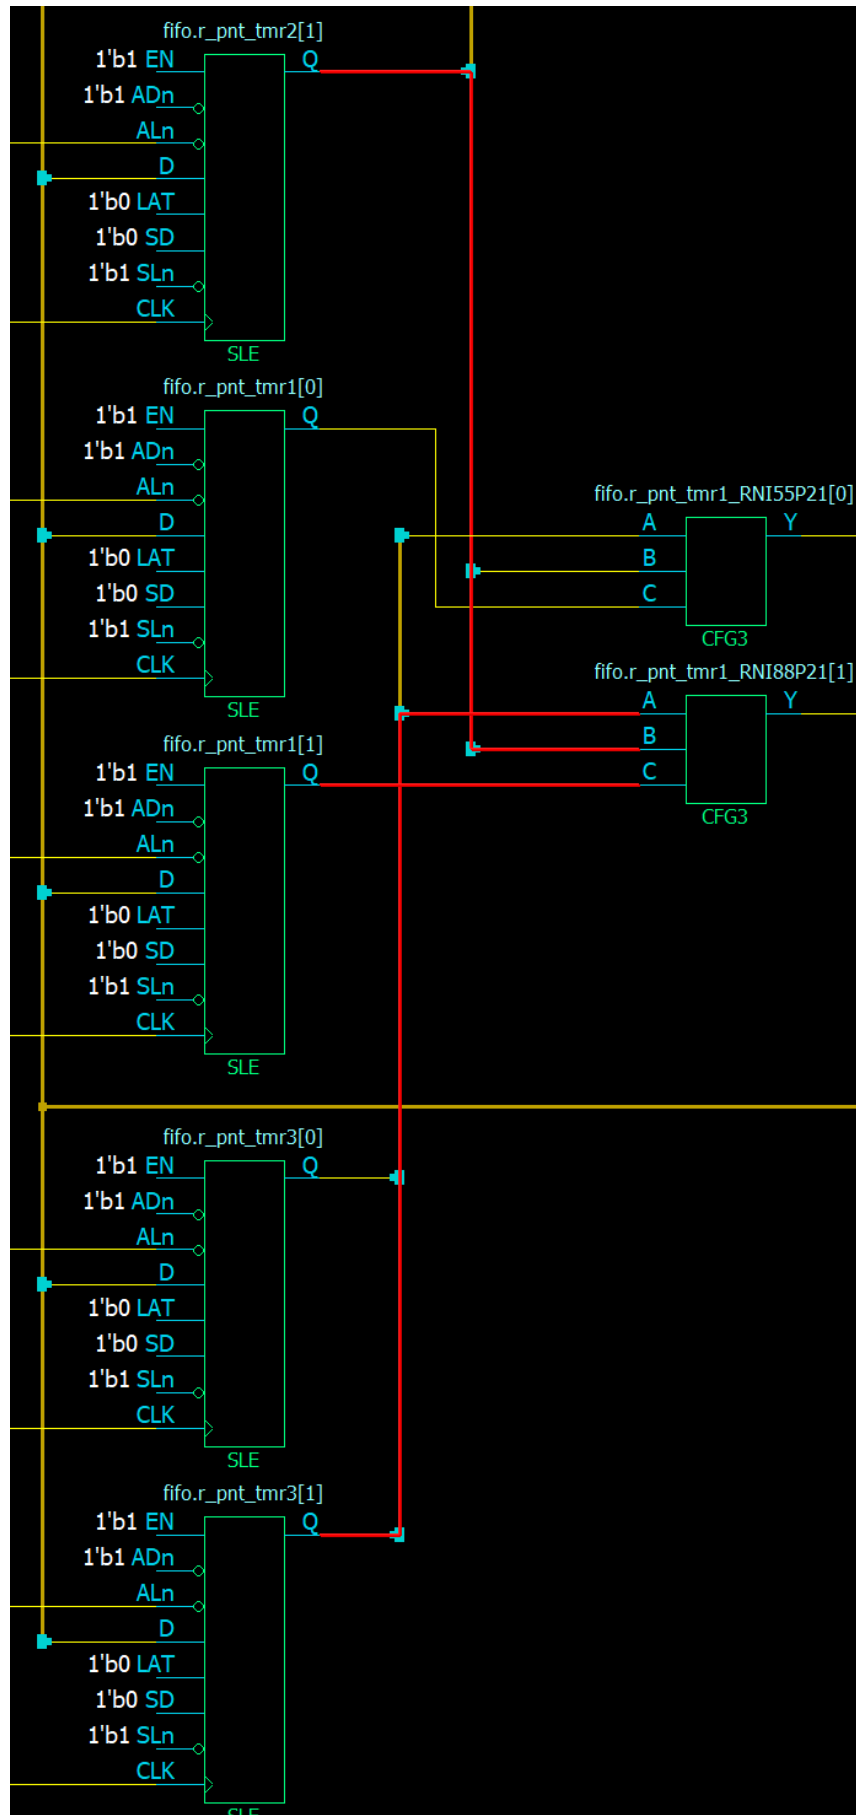 fifo.r_pnt_tmr2[1]
1'b1 EN Q
1'b1 ADn
ALn
D
1'b0 LAT
1'b0 SD
1'b1 SLn
CLK
SLE
fifo.r_pnt_tmr1[0]
1'b1 EN Q
1'b1 ADn
ALn
D
1'b0 LAT
1'b0 SD
1'b1 SLn
CLK
SLE
fifo.r_pnt_tmr1_RNI55P21[0]
A Y
B
C
CFG3
fifo.r_pnt_tmr1_RNI88P21[1]
A Y
B
C
CFG3
fifo.r_pnt_tmr1[1]
1'b1 EN Q
1'b1 ADn
ALn
D
1'b0 LAT
1'b0 SD
1'b1 SLn
CLK
SLE
fifo.r_pnt_tmr3[0]
1'b1 EN Q
1'b1 ADn
ALn
D
1'b0 LAT
1'b0 SD
1'b1 SLn
CLK
SLE
fifo.r_pnt_tmr3[1]
1'b1 EN Q
1'b1 ADn
ALn
D
1'b0 LAT
1'b0 SD
1'b1 SLn
CLK
SLE